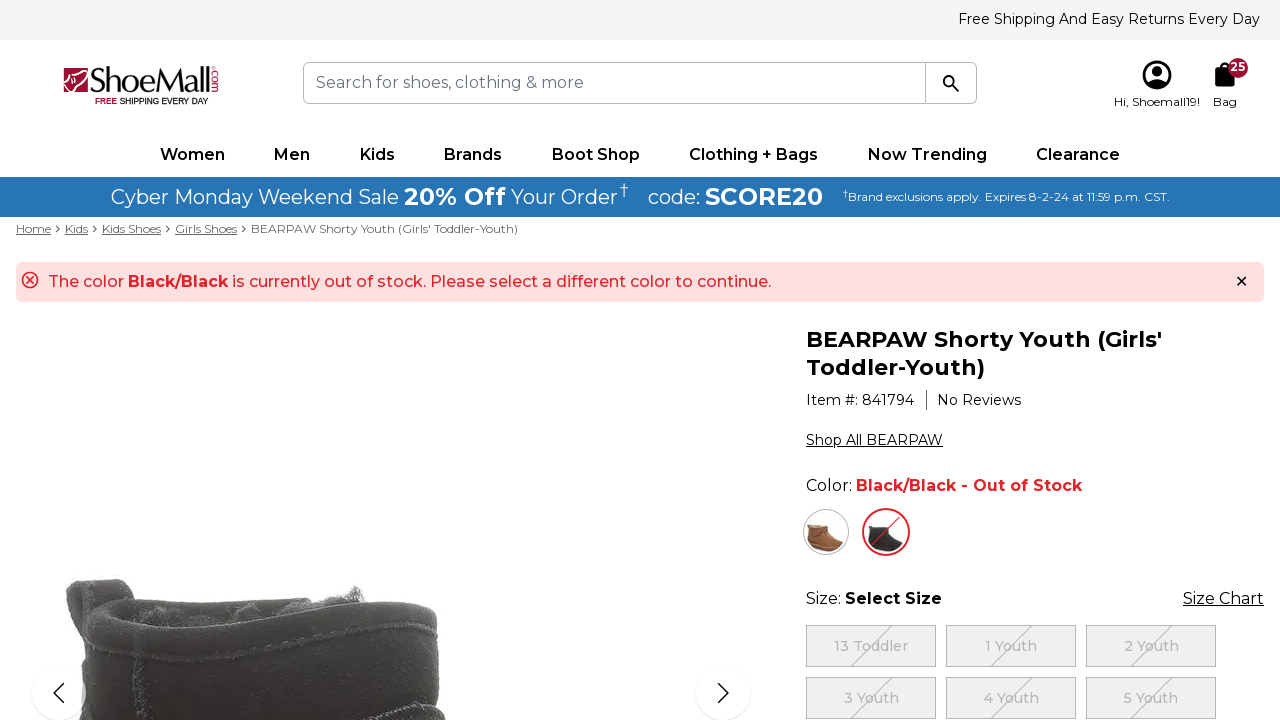 Free Shipping And Easy Returns Every Day
ShoeMall.com
FREE SHIPPING EVERY DAY
Search for shoes, clothing & more
Hi, Shoemall19!
25
Bag
Women Men Kids Brands Boot Shop Clothing + Bags Now Trending Clearance
Cyber Monday Weekend Sale 20% Off Your Order† code: SCORE20 †Brand exclusions apply. Expires 8-2-24 at 11:59 p.m. CST.
Home > Kids > Kids Shoes > Girls Shoes > BEARPAW Shorty Youth (Girls' Toddler-Youth)
The color Black/Black is currently out of stock. Please select a different color to continue.
BEARPAW Shorty Youth (Girls'
Toddler-Youth)
Item #: 841794 | No Reviews
Shop All BEARPAW
Color: Black/Black - Out of Stock
Size: Select Size Size Chart
13 Toddler 1 Youth 2 Youth
3 Youth 4 Youth 5 Youth